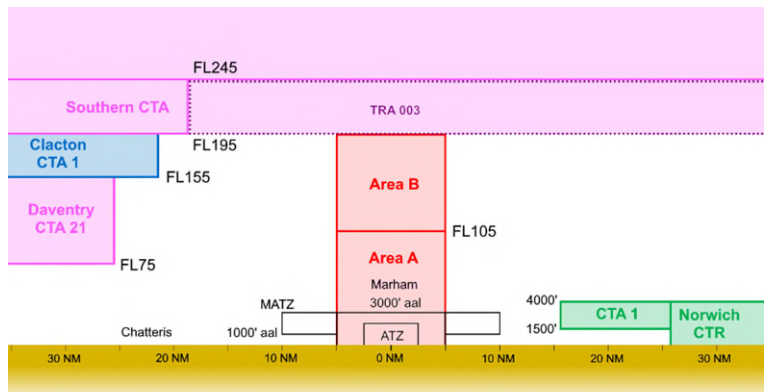 FL245
Southern CTA
TRA 003
Clacton
CTA 1
FL195
FL155
Area B
Daventry
CTA 21
FL105
FL75
Area A
Marham
MATZ
3000' aal
4000'
CTA 1
Norwich
CTR
Chatteris
1000' aal
ATZ
1500'
30 NM
20 NM
10 NM
0 NM
10 NM
20 NM
30 NM